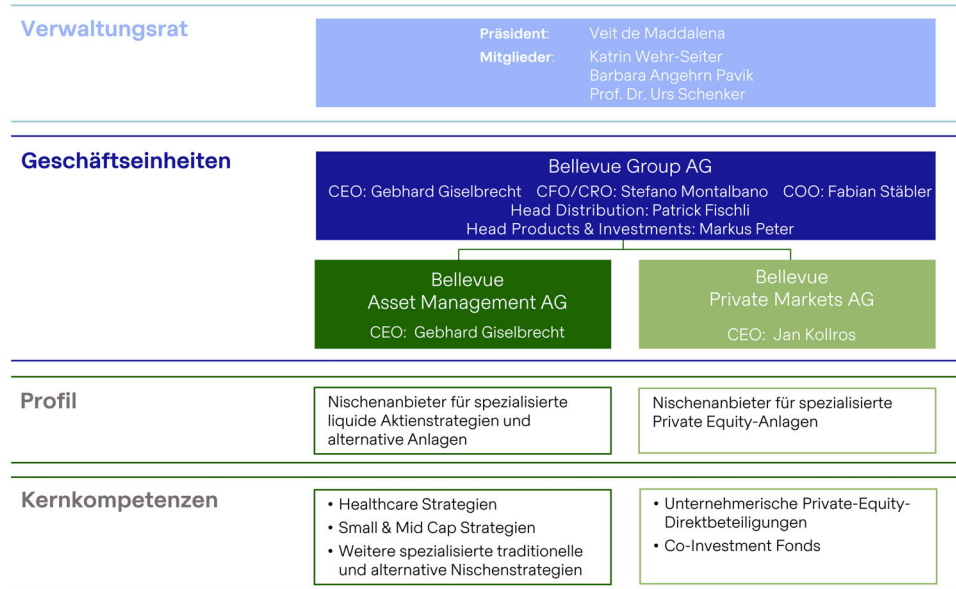 Verwaltungsrat
Präsident: Veit de Maddalena
Mitglieder: Katrin Wehr-Seiter
Barbara Angehrn Pavik
Prof. Dr. Urs Schenker
Geschäftseinheiten
Bellevue Group AG
CEO: Gebhard Giselbrecht CFO/CRO: Stefano Montalbano COO: Fabian Stäbler
Head Distribution: Patrick Fischli
Head Products & Investments: Markus Peter
Bellevue
Asset Management AG
CEO: Gebhard Giselbrecht
Bellevue
Private Markets AG
CEO: Jan Kollros
Profil
Nischenanbieter für spezialisierte
liquide Aktienstrategien und
alternative Anlagen
Nischenanbieter für spezialisierte
Private Equity-Anlagen
Kernkompetenzen
• Healthcare Strategien
• Small & Mid Cap Strategien
• Weitere spezialisierte traditionelle
und alternative Nischenstrategien
• Unternehmerische Private-Equity-
Direktbeteiligungen
• Co-Investment Fonds